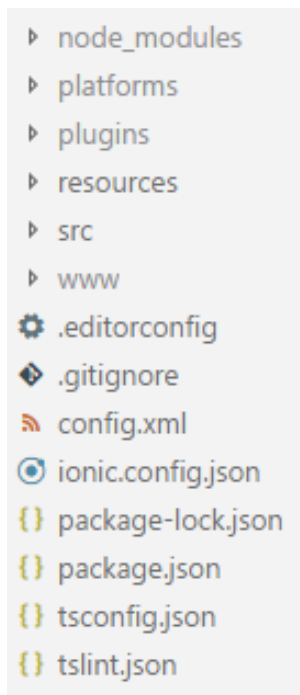 node_modules
platforms
plugins
resources
src
www
.editorconfig
.gitignore
config.xml
ionic.config.json
package-lock.json
package.json
tsconfig.json
tslint.json